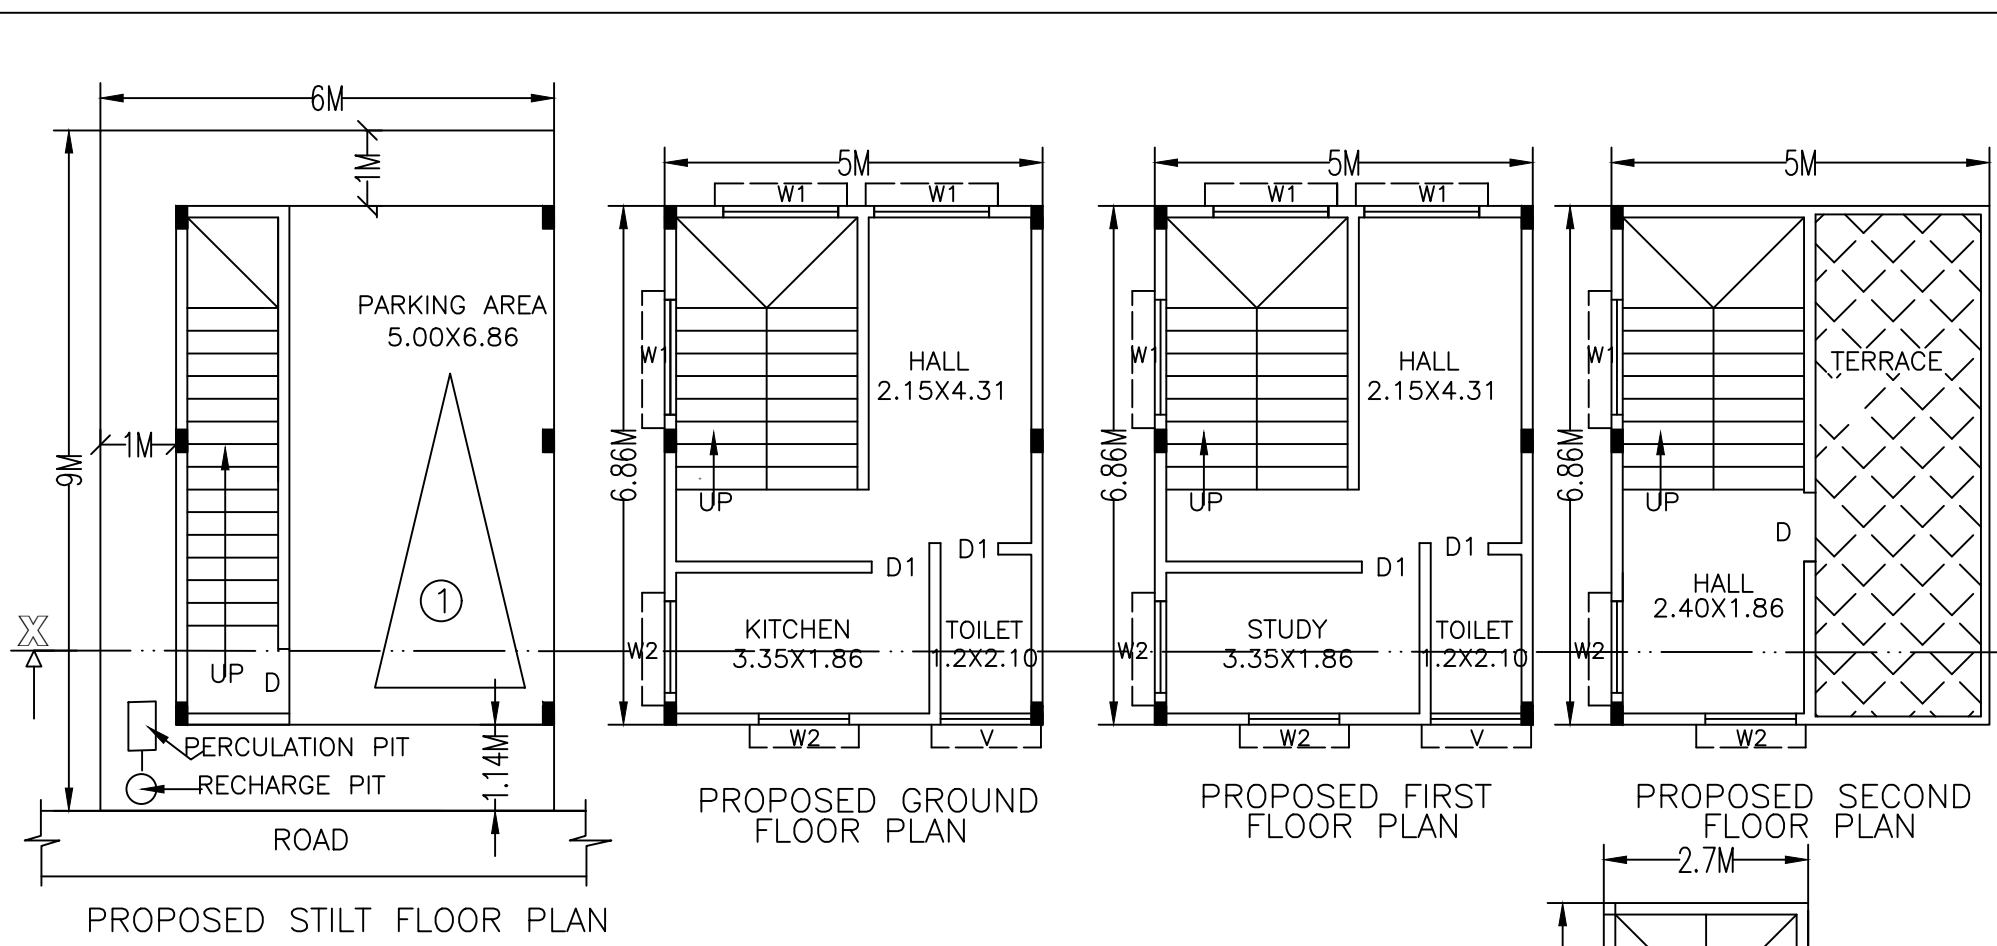 6M
1M
9M
1M
PARKING AREA
5.00X6.86
1
X
UP
D
PERCULATION PIT
RECHARGE PIT
1.14M
ROAD
PROPOSED STILT FLOOR PLAN
5M
W1
W1
W1
6.86M
HALL
2.15X4.31
UP
D1
D1
KITCHEN
3.35X1.86
TOILET
1.2X2.10
W2
W2
V
PROPOSED GROUND
FLOOR PLAN
5M
W1
W1
W1
6.86M
HALL
2.15X4.31
UP
D1
D1
STUDY
3.35X1.86
TOILET
1.2X2.10
W2
W2
V
PROPOSED FIRST
FLOOR PLAN
5M
W1
6.86M
TERRACE
UP
D
HALL
2.40X1.86
W2
W2
PROPOSED SECOND
FLOOR PLAN
2.7M